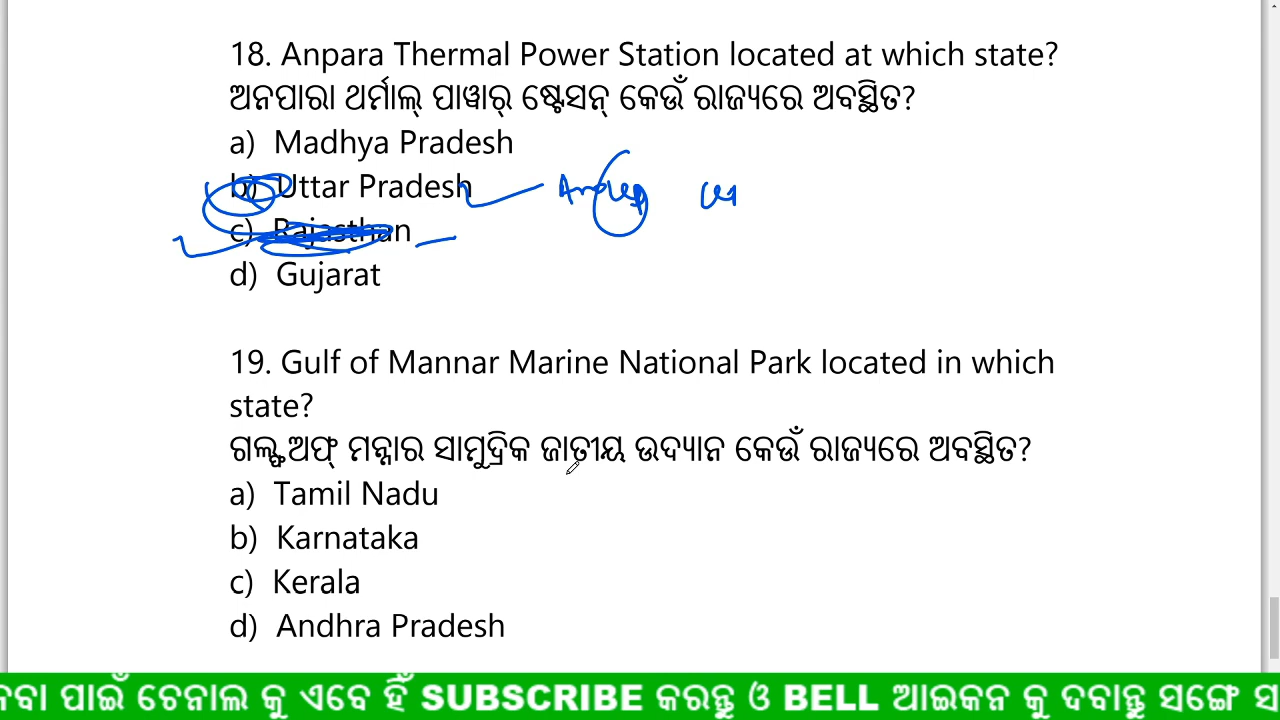 18. Anpara Thermal Power Station located at which state?
ଅନପାରା ଥର୍ମାଲ୍ ପାୱାର୍ ଷ୍ଟେସନ୍ କେଉଁ ରାଜ୍ୟରେ ଅବସ୍ଥିତ?
a) Madhya Pradesh
b) Uttar Pradesh
c) Rajasthan
d) Gujarat
19. Gulf of Mannar Marine National Park located in which
state?
ଗଲ୍ଫ ଅଫ୍ ମନ୍ନାର ସାମୁଦ୍ରିକ ଜାତୀୟ ଉଦ୍ୟାନ କେଉଁ ରାଜ୍ୟରେ ଅବସ୍ଥିତ?
a) Tamil Nadu
b) Karnataka
c) Kerala
d) Andhra Pradesh
ନବା ପାଇଁ ଚେନାଲ କୁ ଏବେ ହିଁ SUBSCRIBE କରନ୍ତୁ ଓ BELL ଆଇକନ କୁ ଦବାନ୍ତୁ ସଙ୍ଗେ ସ